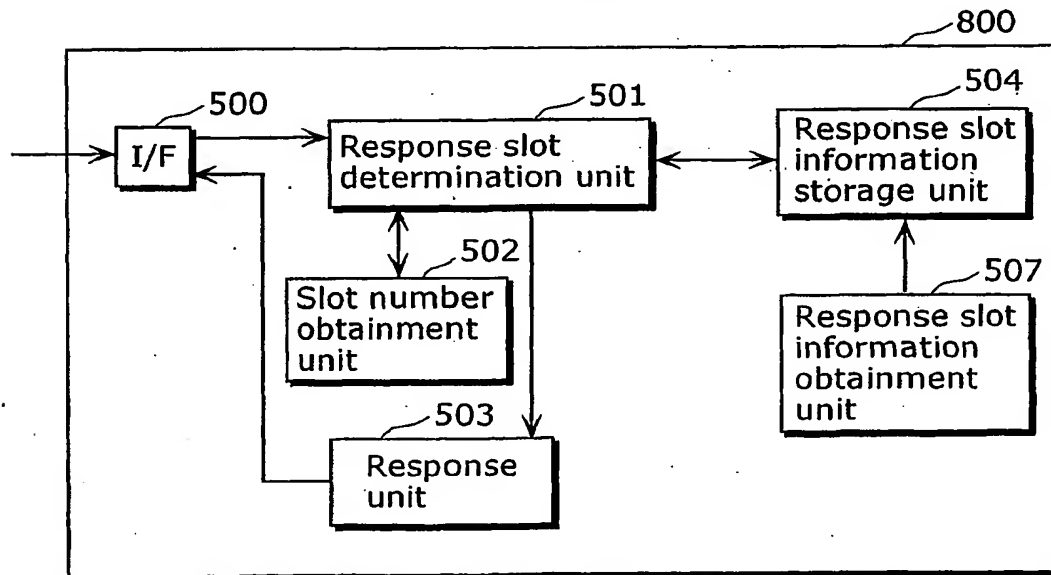 800
500
I/F
501
Response slot
determination unit
504
Response slot
information
storage unit
502
Slot number
obtainment
unit
507
Response slot
information
obtainment
unit
503
Response
unit